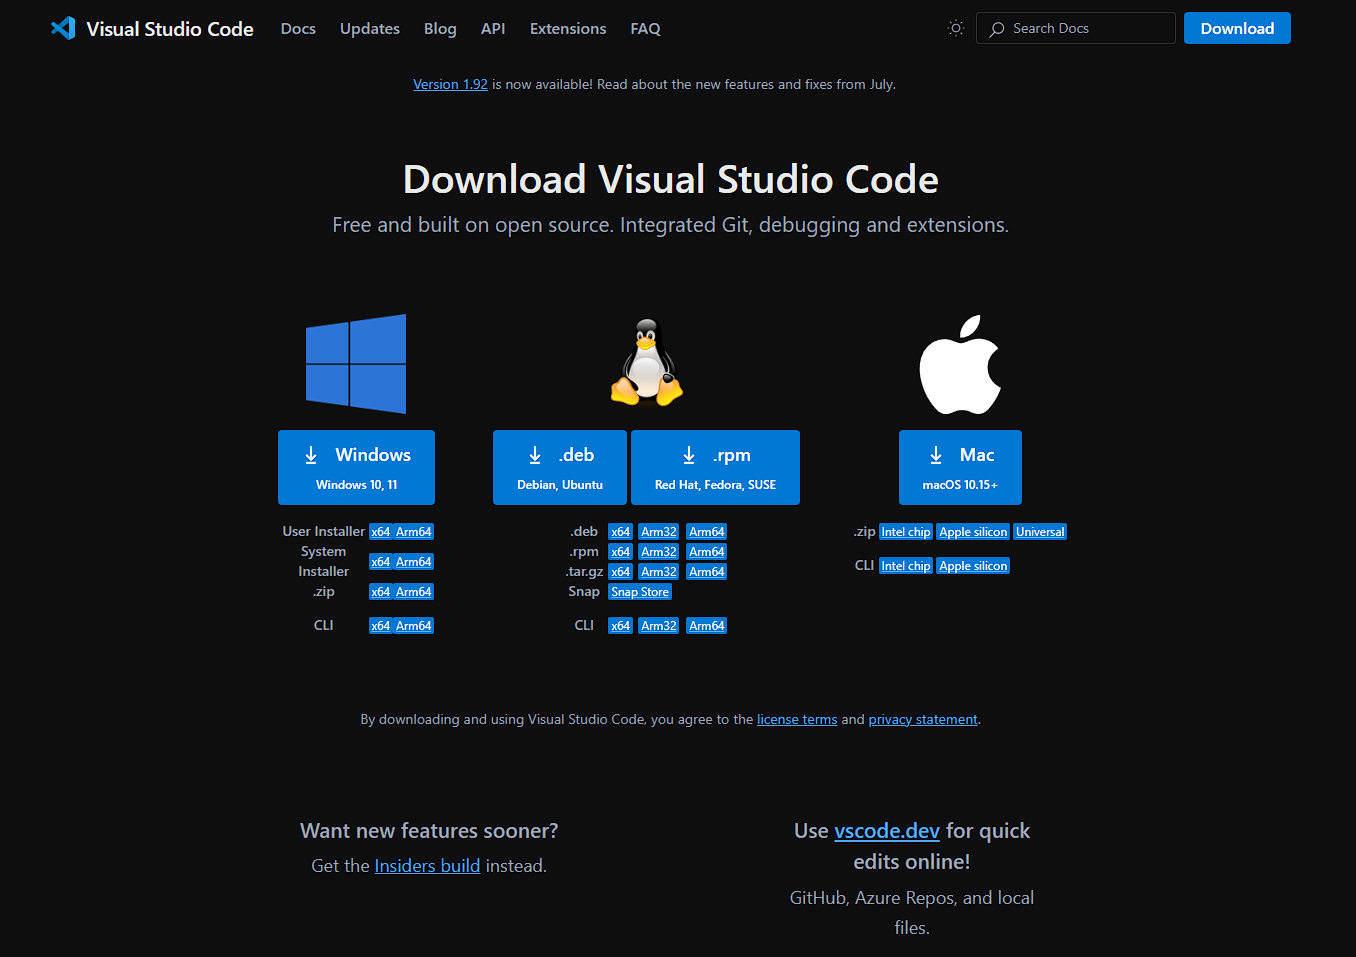 Visual Studio Code Docs Updates Blog API Extensions FAQ Search Docs Download
Version 1.92 is now available! Read about the new features and fixes from July.
Download Visual Studio Code
Free and built on open source. Integrated Git, debugging and extensions.
Windows
Windows 10, 11
User Installer x64 Arm64
System
Installer x64 Arm64
.zip x64 Arm64
CLI x64 Arm64
.deb
Debian, Ubuntu
.rpm
Red Hat, Fedora, SUSE
.deb x64 Arm32 Arm64
.rpm x64 Arm32 Arm64
.tar.gz x64 Arm32 Arm64
Snap Snap Store
CLI x64 Arm32 Arm64
Mac
macOS 10.15+
.zip Intel chip Apple silicon Universal
CLI Intel chip Apple silicon
By downloading and using Visual Studio Code, you agree to the license terms and privacy statement.
Want new features sooner?
Get the Insiders build instead.
Use vscode.dev for quick
edits online!
GitHub, Azure Repos, and local
files.